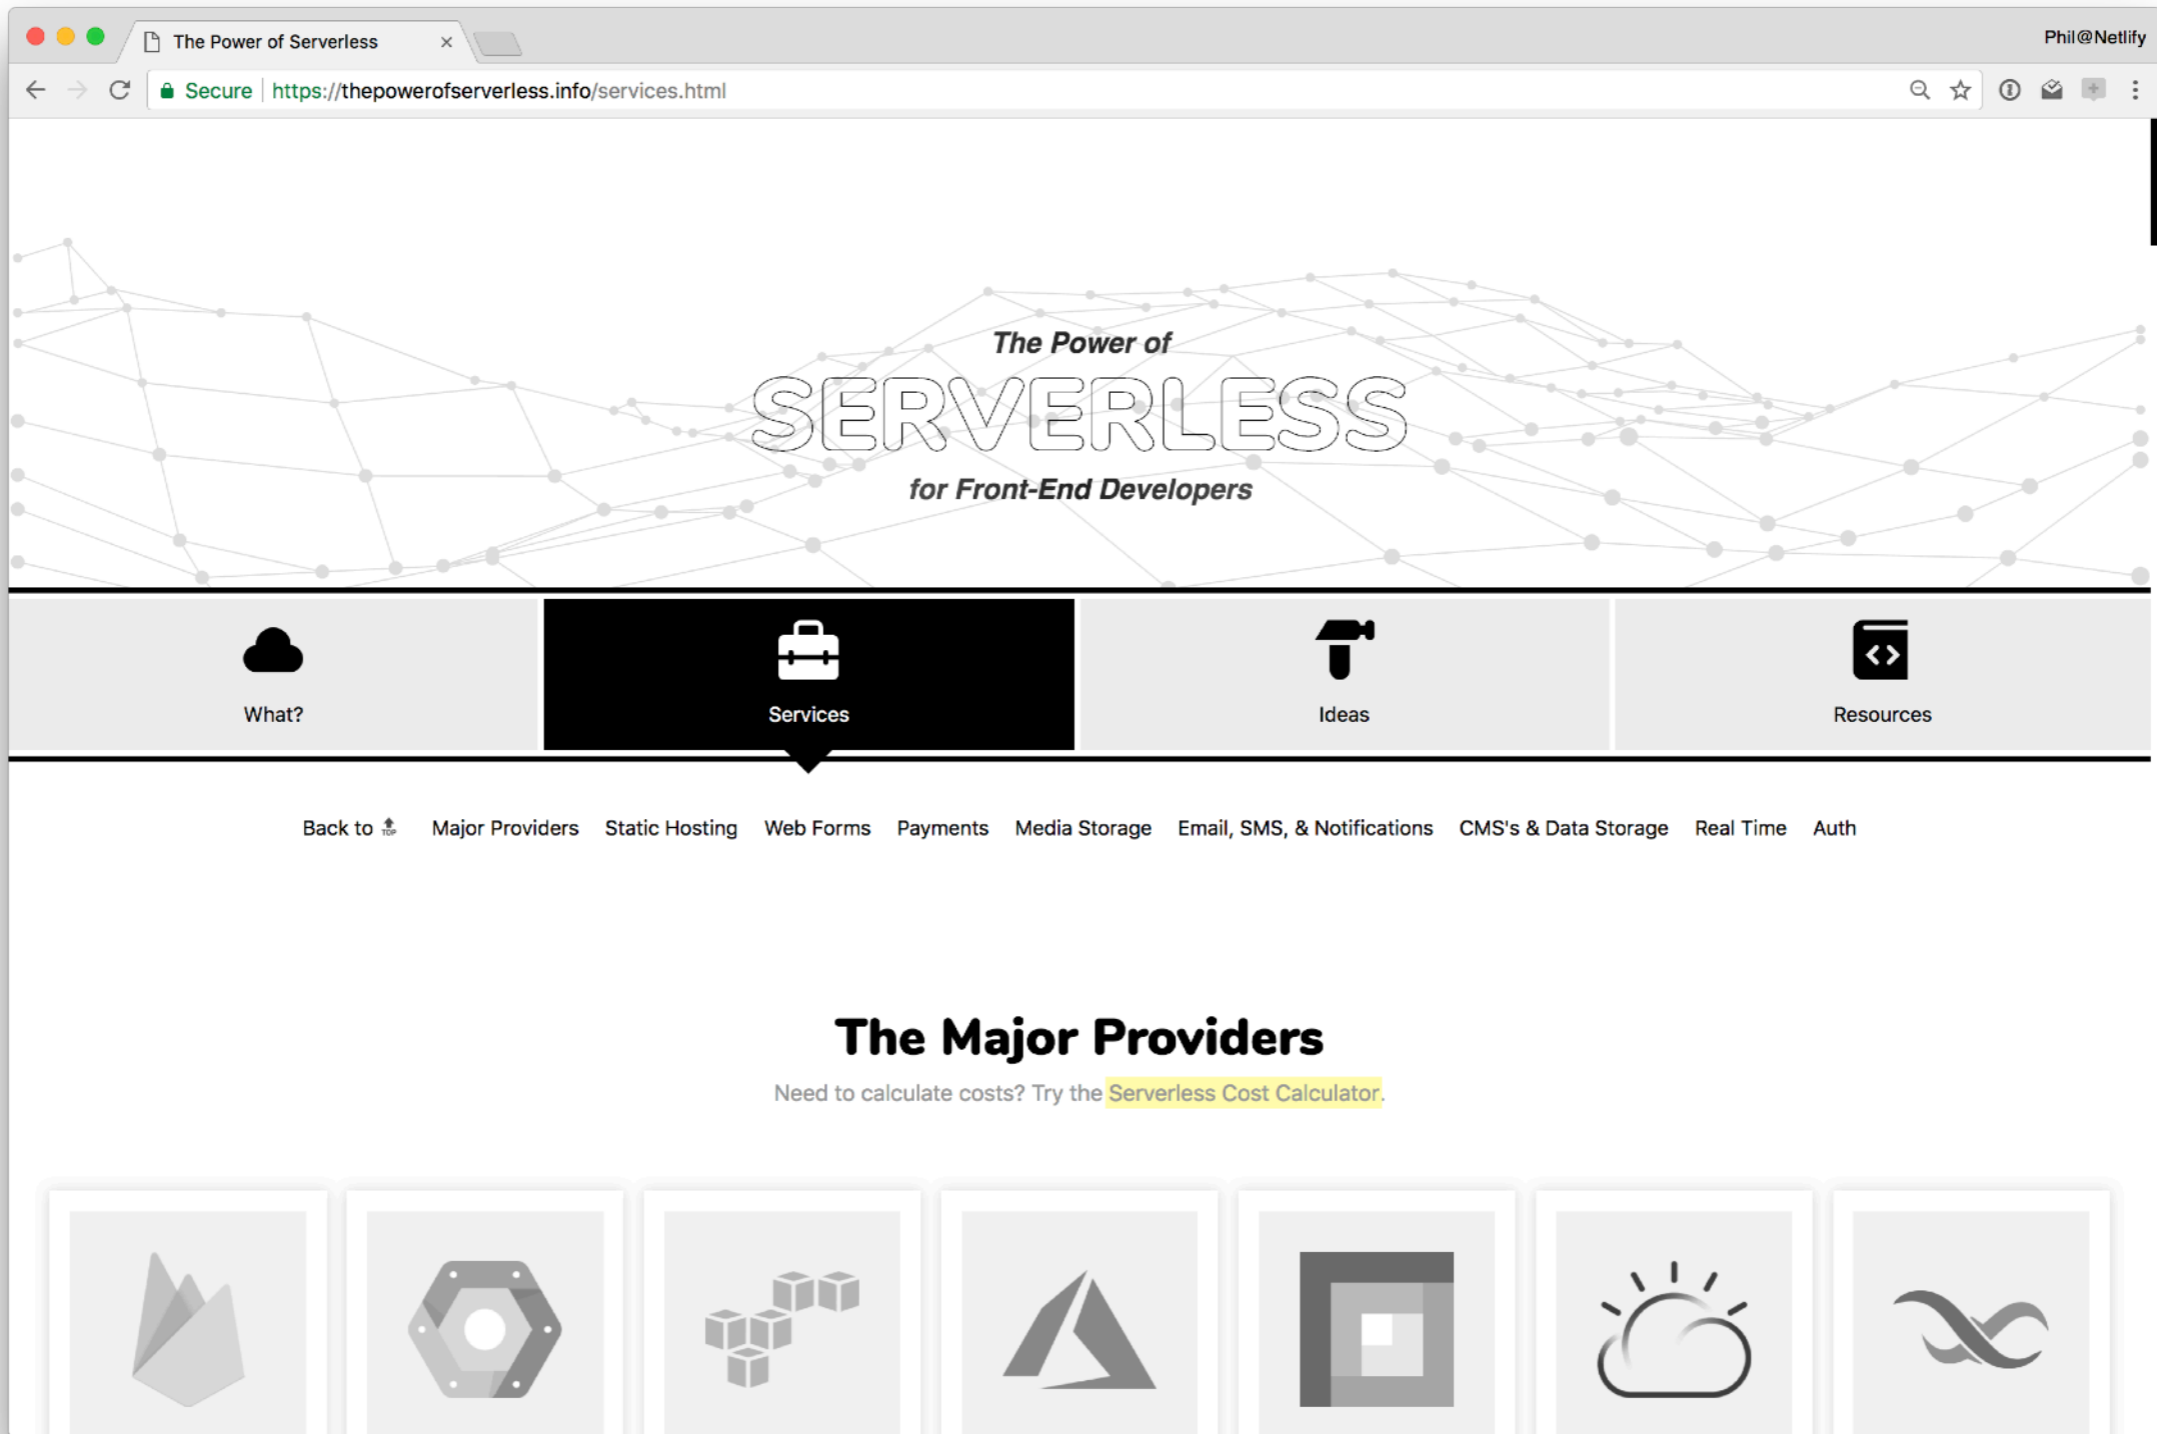 The Power of Serverless
Phil@Netlify
Secure https://thepowerofserverless.info/services.html
The Power of
SERVERLESS
for Front-End Developers
What?
Services
Ideas
Resources
Back to TOP Major Providers Static Hosting Web Forms Payments Media Storage Email, SMS, & Notifications CMS's & Data Storage Real Time Auth
The Major Providers
Need to calculate costs? Try the Serverless Cost Calculator.